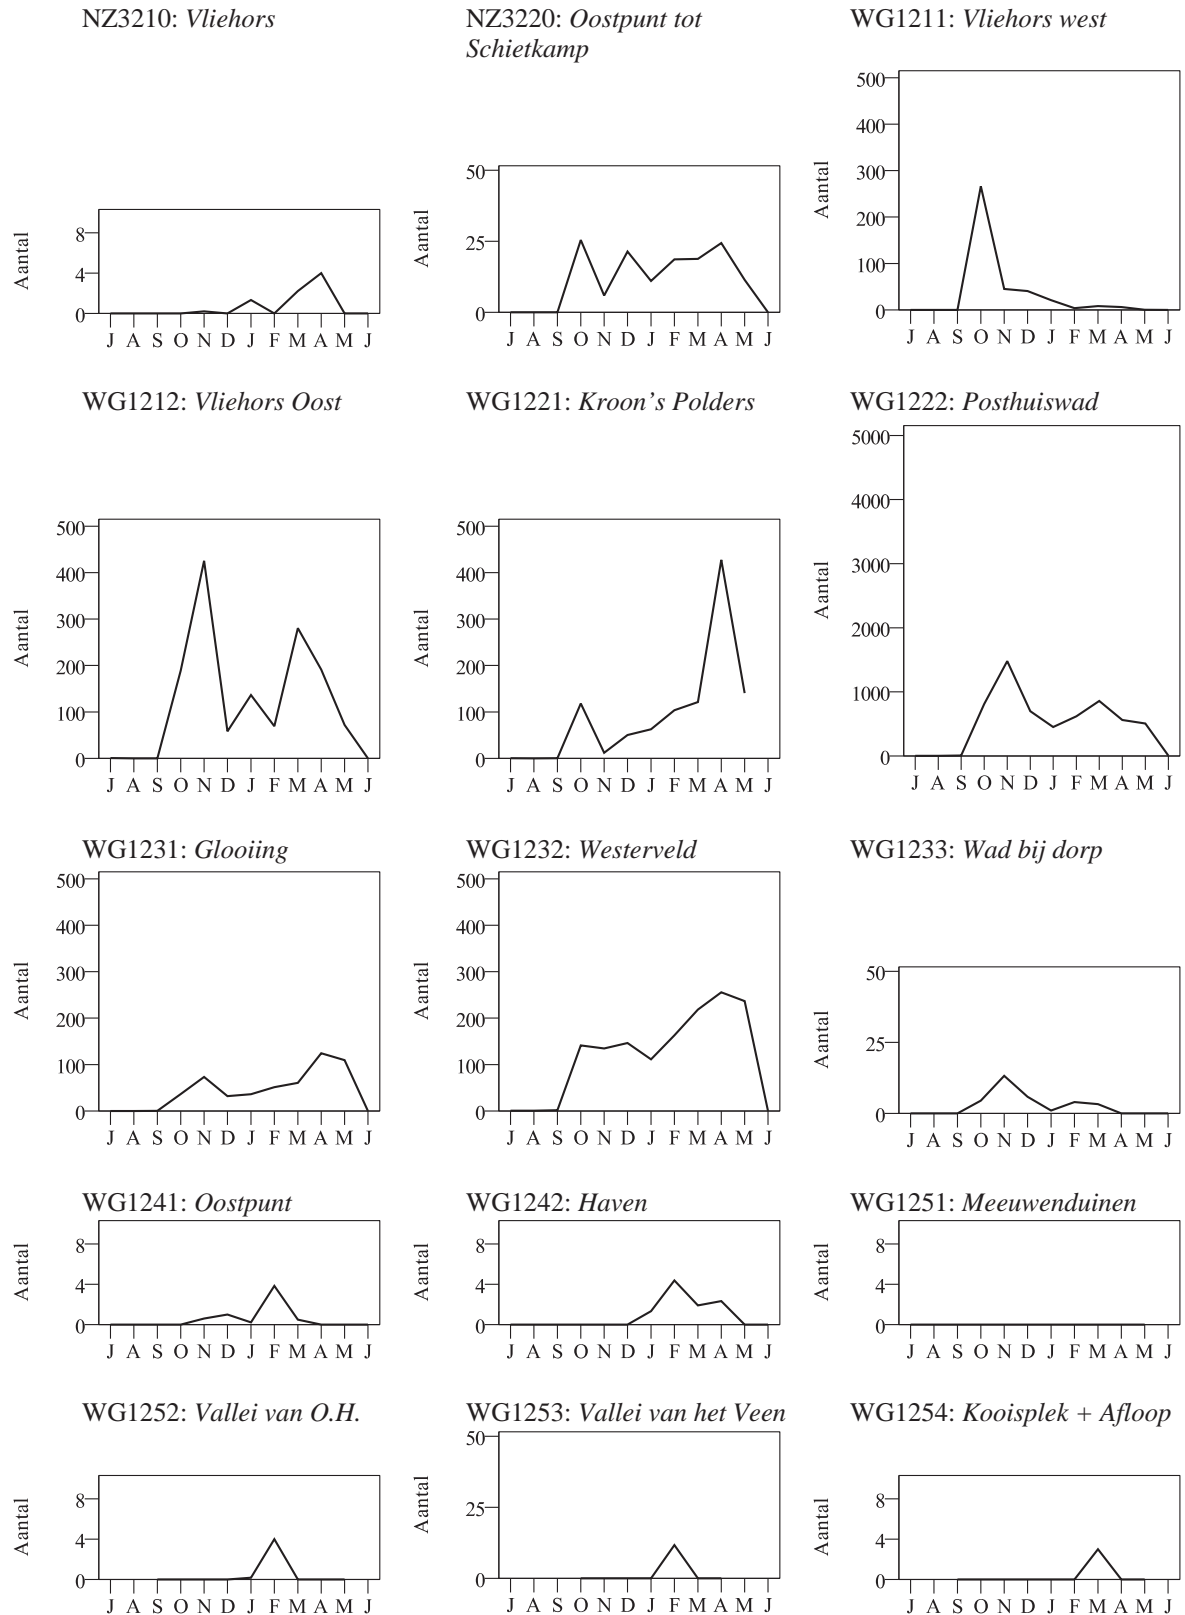 NZ3210: Vliehors
NZ3220: Oostpunt tot
Schietkamp
WG1211: Vliehors west
Aantal
8
4
0
J A S O N D J F M A M J
Aantal
50
25
0
J A S O N D J F M A M J
Aantal
500
400
300
200
100
0
J A S O N D J F M A M J
WG1212: Vliehors Oost
WG1221: Kroon's Polders
WG1222: Posthuiswad
Aantal
500
400
300
200
100
0
J A S O N D J F M A M J
Aantal
500
400
300
200
100
0
J A S O N D J F M A M J
Aantal
5000
4000
3000
2000
1000
0
J A S O N D J F M A M J
WG1231: Glooiing
WG1232: Westerveld
WG1233: Wad bij dorp
Aantal
500
400
300
200
100
0
J A S O N D J F M A M J
Aantal
500
400
300
200
100
0
J A S O N D J F M A M J
Aantal
50
25
0
J A S O N D J F M A M J
WG1241: Oostpunt
WG1242: Haven
WG1251: Meeuwenduinen
Aantal
8
4
0
J A S O N D J F M A M J
Aantal
8
4
0
J A S O N D J F M A M J
Aantal
8
4
0
J A S O N D J F M A M J
WG1252: Vallei van O.H.
WG1253: Vallei van het Veen
WG1254: Kooisplek + Afloop
Aantal
8
4
0
J A S O N D J F M A M J
Aantal
50
25
0
J A S O N D J F M A M J
Aantal
8
4
0
J A S O N D J F M A M J